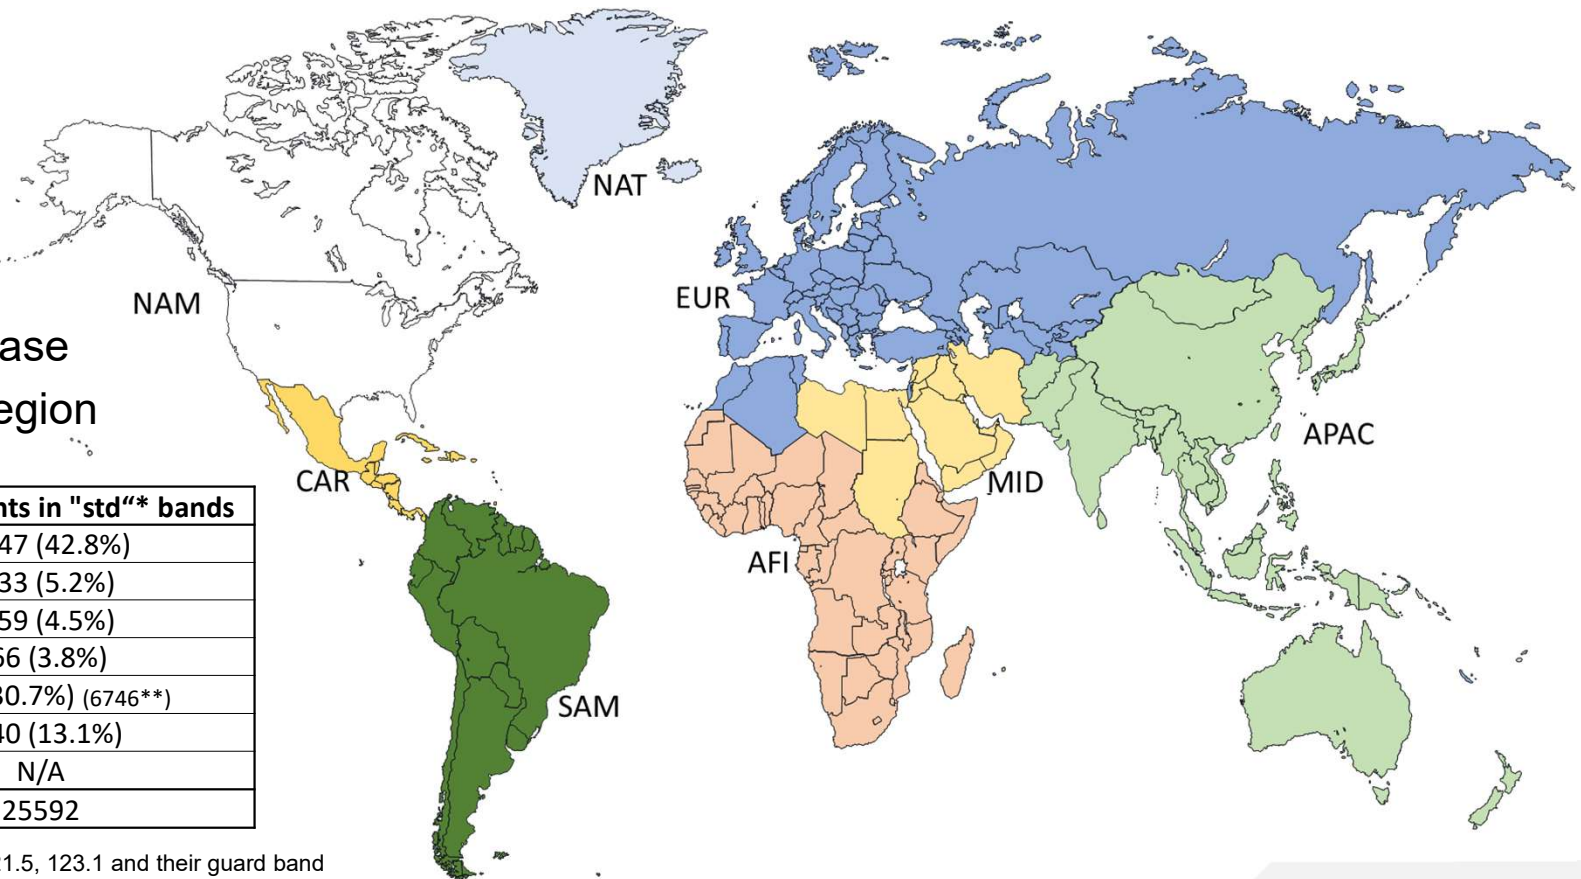 NAT
NAM
EUR
ase
egion
APAC
CAR
MID
nts in "std“* bands
47 (42.8%)
33 (5.2%)
59 (4.5%)
66 (3.8%)
30.7%) (6746**)
40 (13.1%)
N/A
25592
AFI
SAM
1.5, 123.1 and their guard band